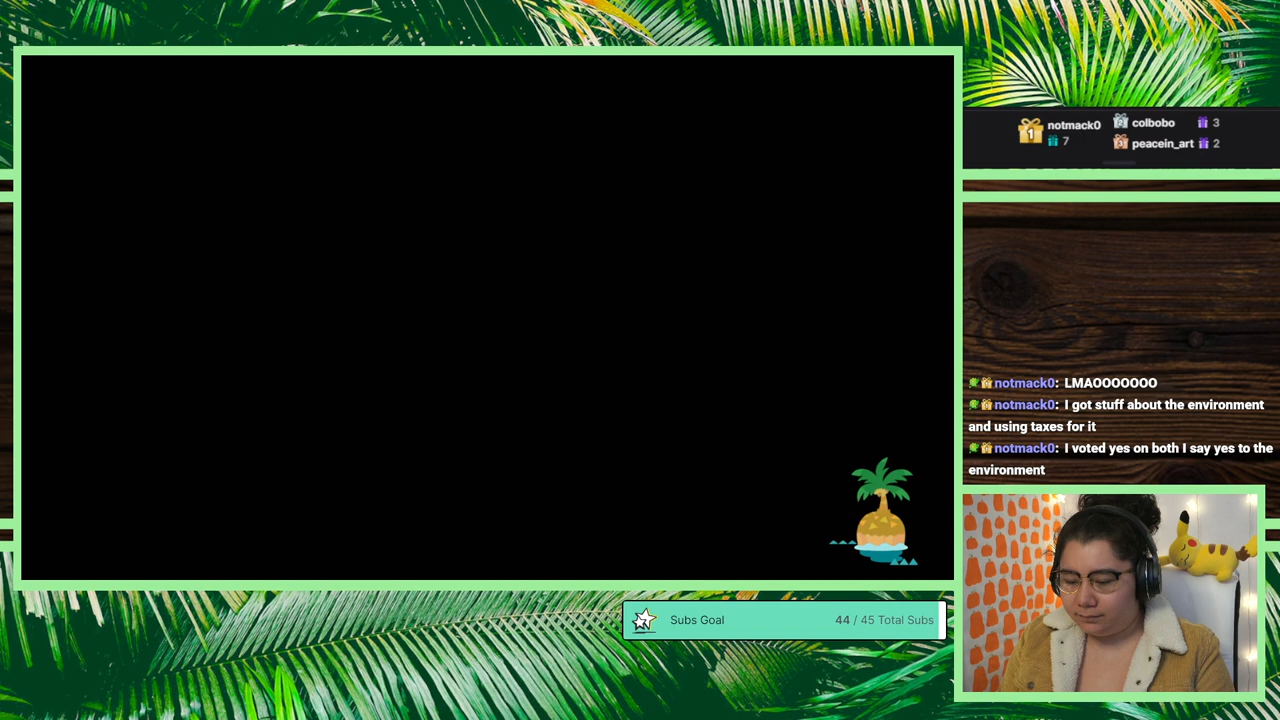 notmack0
7
colbobo 3
peacein_art 2
notmack0: LMAOOOOOOO
notmack0: I got stuff about the environment
and using taxes for it
notmack0: I voted yes on both I say yes to the
environment
Subs Goal 44 / 45 Total Subs